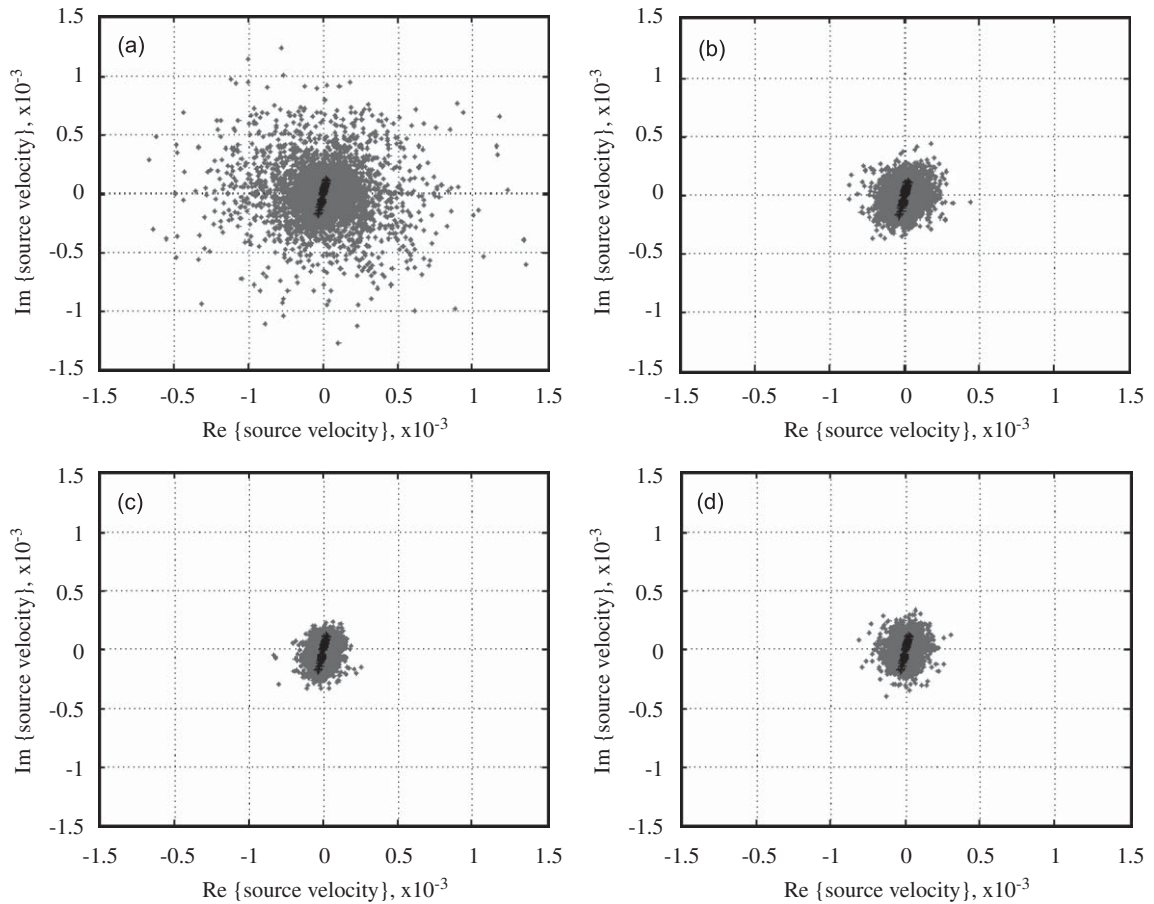 (a)
1.5
1
0.5
0
-0.5
-1
-1.5
Im {source velocity}, x10⁻³
-1.5 -0.5 -1 0 0.5 1 1.5
Re {source velocity}, x10⁻³
(b)
1.5
1
0.5
0
-0.5
-1
-1.5
Im {source velocity}, x10⁻³
-1.5 -0.5 -1 0 0.5 1 1.5
Re {source velocity}, x10⁻³
(c)
1.5
1
0.5
0
-0.5
-1
-1.5
Im {source velocity}, x10⁻³
-1.5 -0.5 -1 0 0.5 1 1.5
Re {source velocity}, x10⁻³
(d)
1.5
1
0.5
0
-0.5
-1
-1.5
Im {source velocity}, x10⁻³
-1.5 -0.5 -1 0 0.5 1 1.5
Re {source velocity}, x10⁻³